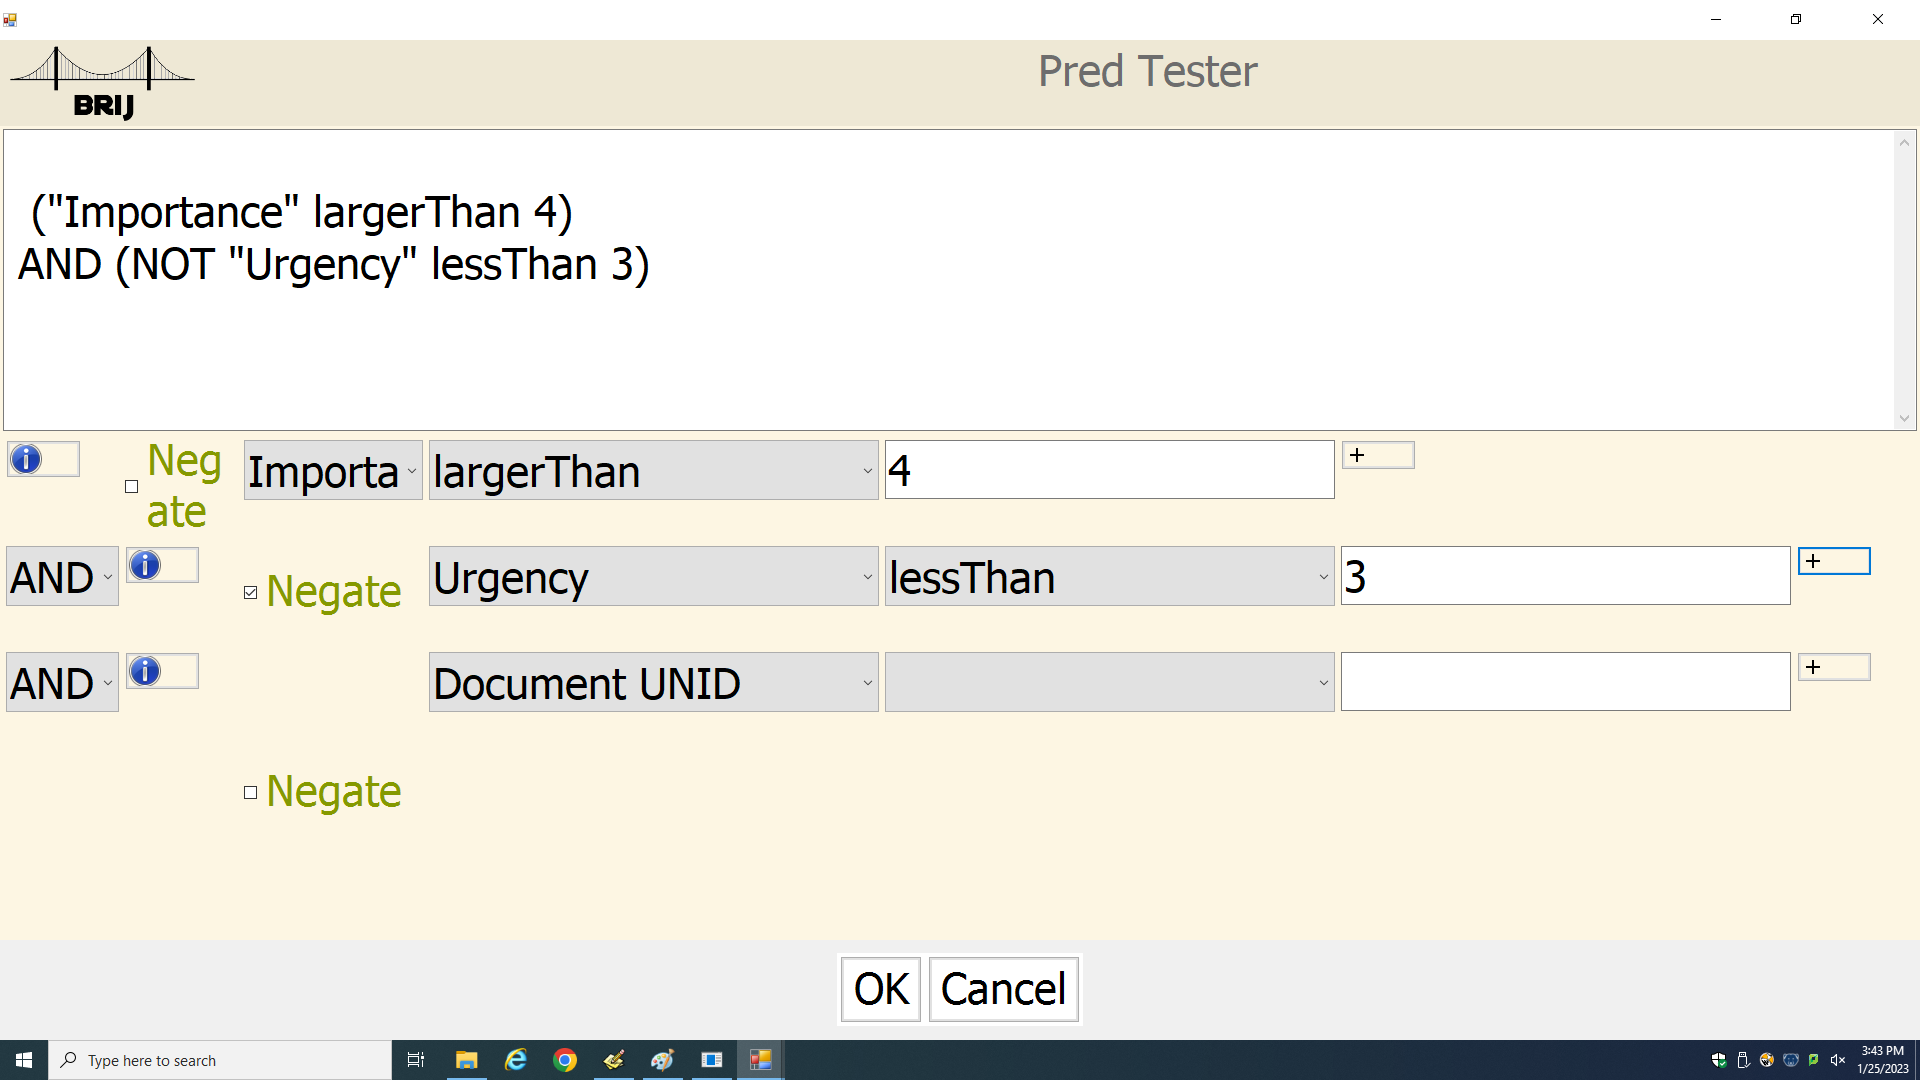 Pred Tester
BRIJ
("Importance" largerThan 4)
AND (NOT "Urgency" lessThan 3)
Neg
ate
Importa
largerThan
4
+
AND
Negate
Urgency
lessThan
3
+
AND
Document UNID
+
Negate
OK
Cancel
Type here to search
3:43 PM
1/25/2023